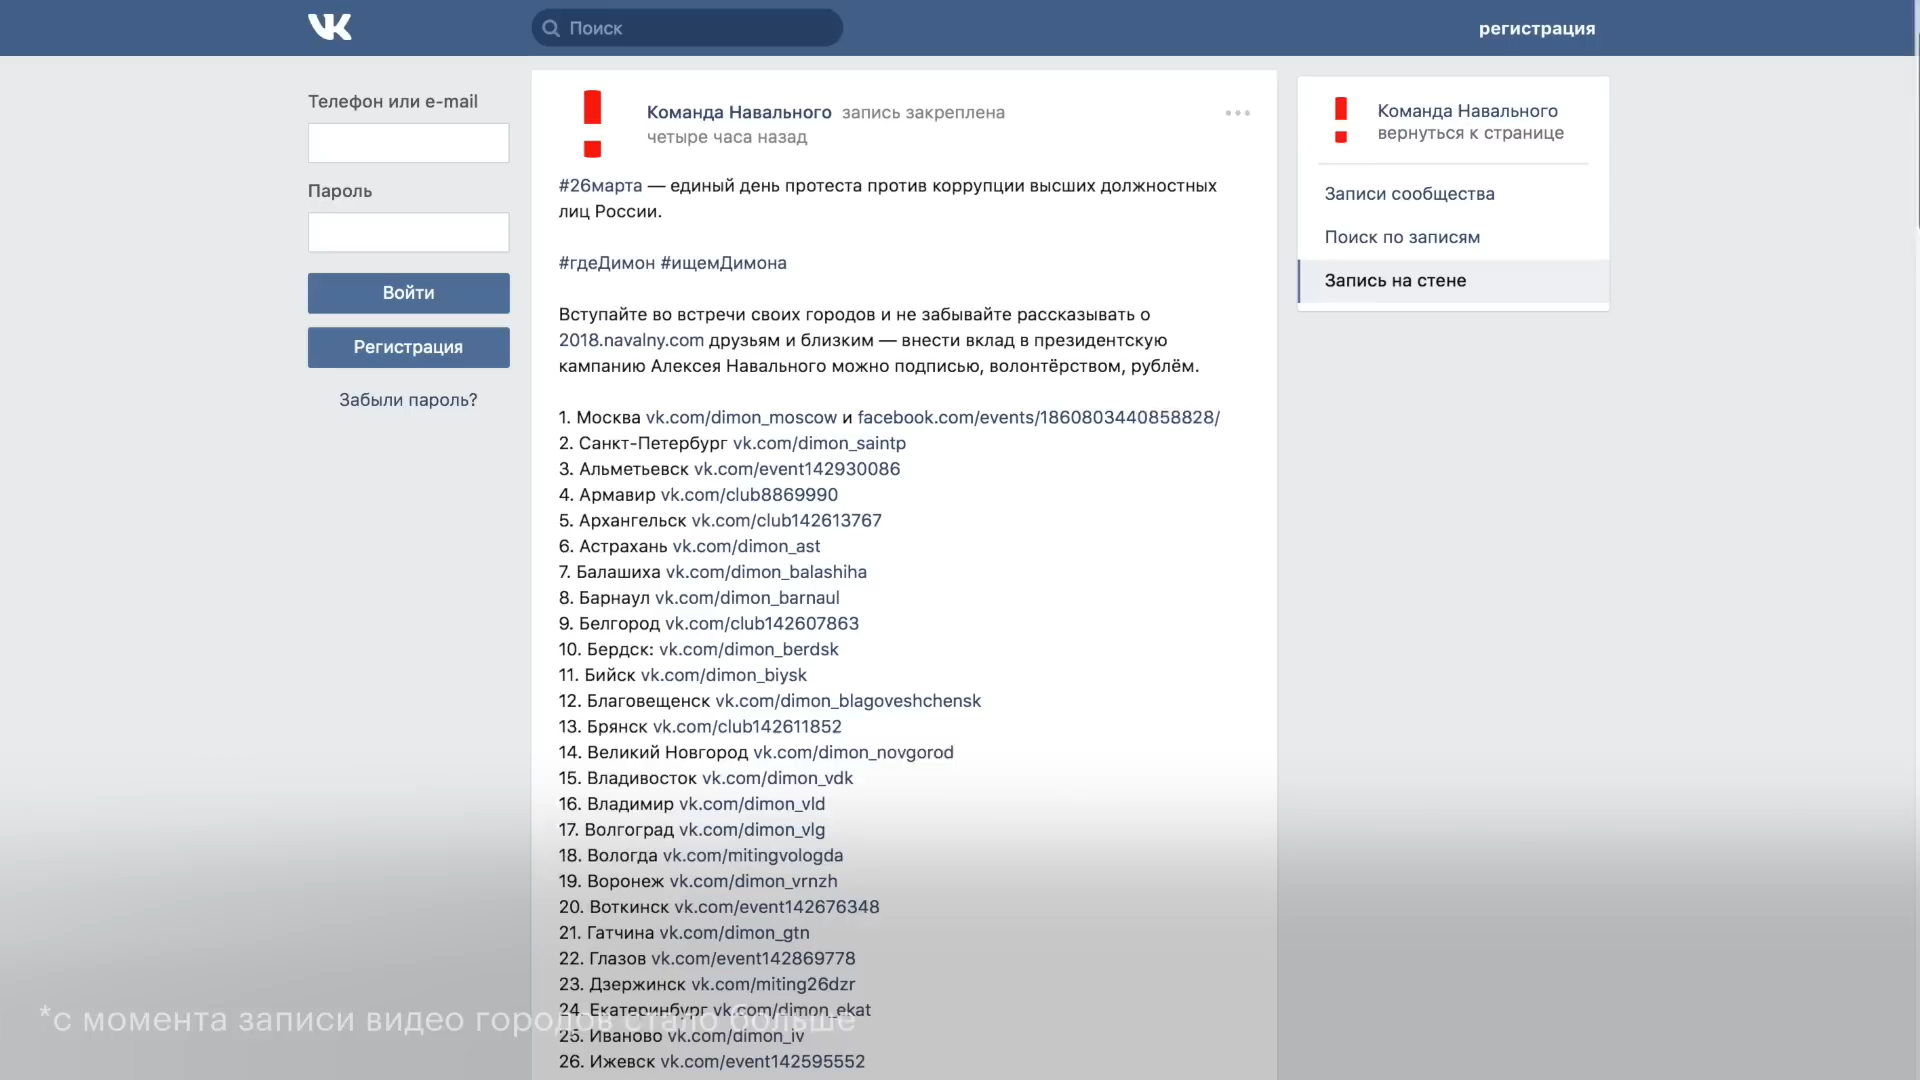 Поиск
регистрация
Телефон или e-mail
Пароль
Войти
Регистрация
Забыли пароль?
Команда Навального запись закреплена
четыре часа назад
#26марта — единый день протеста против коррупции высших должностных
лиц России.
#гдеДимон #ищемДимона
Вступайте во встречи своих городов и не забывайте рассказывать о
2018.navalny.com друзьям и близким — внести вклад в президентскую
кампанию Алексея Навального можно подписью, волонтёрством, рублём.
1. Москва vk.com/dimon_moscow и facebook.com/events/1860803440858828/
2. Санкт-Петербург vk.com/dimon_saintp
3. Альметьевск vk.com/event142930086
4. Армавир vk.com/club8869990
5. Архангельск vk.com/club142613767
6. Астрахань vk.com/dimon_ast
7. Балашиха vk.com/dimon_balashiha
8. Барнаул vk.com/dimon_barnaul
9. Белгород vk.com/club142607863
10. Бердск: vk.com/dimon_berdsk
11. Бийск vk.com/dimon_biysk
12. Благовещенск vk.com/dimon_blagoveshchensk
13. Брянск vk.com/club142611852
14. Великий Новгород vk.com/dimon_novgorod
15. Владивосток vk.com/dimon_vdk
16. Владимир vk.com/dimon_vld
17. Волгоград vk.com/dimon_vlg
18. Вологда vk.com/mitingvologda
19. Воронеж vk.com/dimon_vrnzh
20. Воткинск vk.com/event142676348
21. Гатчина vk.com/dimon_gtn
22. Глазов vk.com/event142869778
23. Дзержинск vk.com/miting26dzr
24. Екатеринбург vk.com/dimon_ekat
25. Иваново vk.com/dimon_iv
26. Ижевск vk.com/event142595552
*с момента записи видео городов стало больше
Команда Навального
вернуться к странице
Записи сообщества
Поиск по записям
Запись на стене